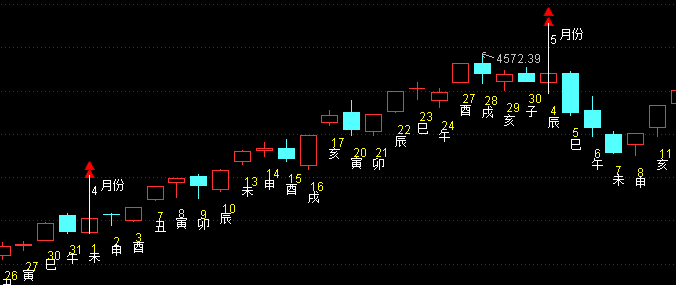 26
丑
27
寅
30
巳
31
午
4 月份
1
未
2
申
3
酉
7
丑
8
寅
9
卯
10
辰
13
未
14
申
15
酉
16
戌
17
亥
20
寅
21
卯
22
辰
23
巳
24
午
27
酉
4572.39
28
戌
29
亥
30
子
5 月份
4
辰
5
巳
6
午
7
未
8
申
11
亥